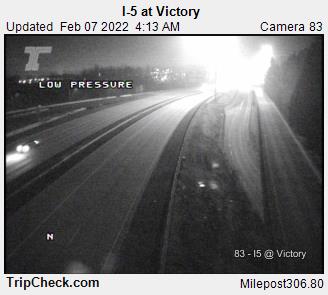 I-5 at Victory
Updated Feb 07 2022 4:13 AM Camera 83
T
LOW PRESSURE
N
83 - I5 @ Victory
TripCheck.com Milepost306.80